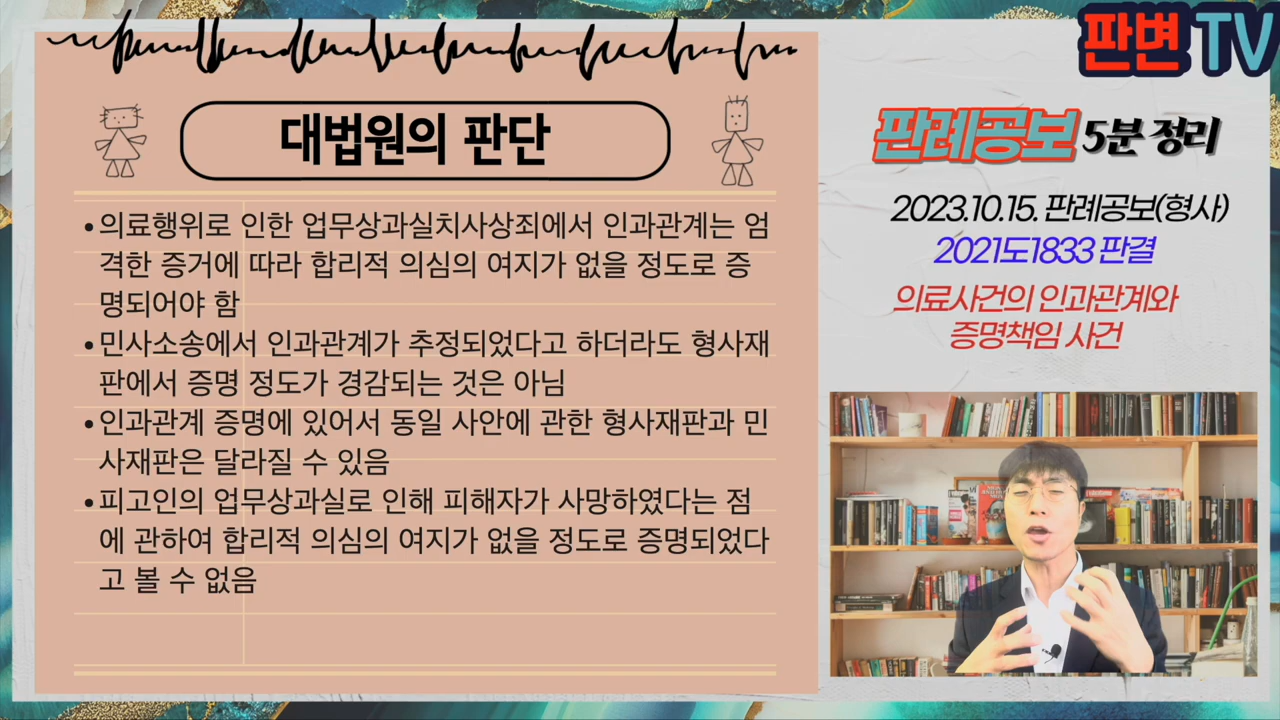 판변 TV
대법원의 판단
• 의료행위로 인한 업무상과실치사상죄에서 인과관계는 엄
격한 증거에 따라 합리적 의심의 여지가 없을 정도로 증
명되어야 함
• 민사소송에서 인과관계가 추정되었다고 하더라도 형사재
판에서 증명 정도가 경감되는 것은 아님
• 인과관계 증명에 있어서 동일 사안에 관한 형사재판과 민
사재판은 달라질 수 있음
• 피고인의 업무상과실로 인해 피해자가 사망하였다는 점
에 관하여 합리적 의심의 여지가 없을 정도로 증명되었다
고 볼 수 없음
판례공보 5분 정리
2023.10.15. 판례공보(형사)
2021도1833 판결
의료사건의 인과관계와
증명책임 사건